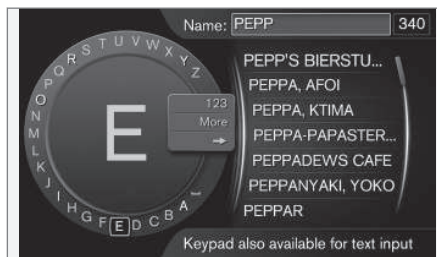 Name: PEPP 340
PEPP'S BIERSTU...
PEPPA, AFOI
PEPPA, KTIMA
PEPPA-PAPASTER...
PEPPADEWS CAFE
PEPPANYAKI, YOKO
PEPPAR
123
More
E
A B C D E F G H I J K L M N O P Q R S T U V W X Y Z
Keypad also available for text input